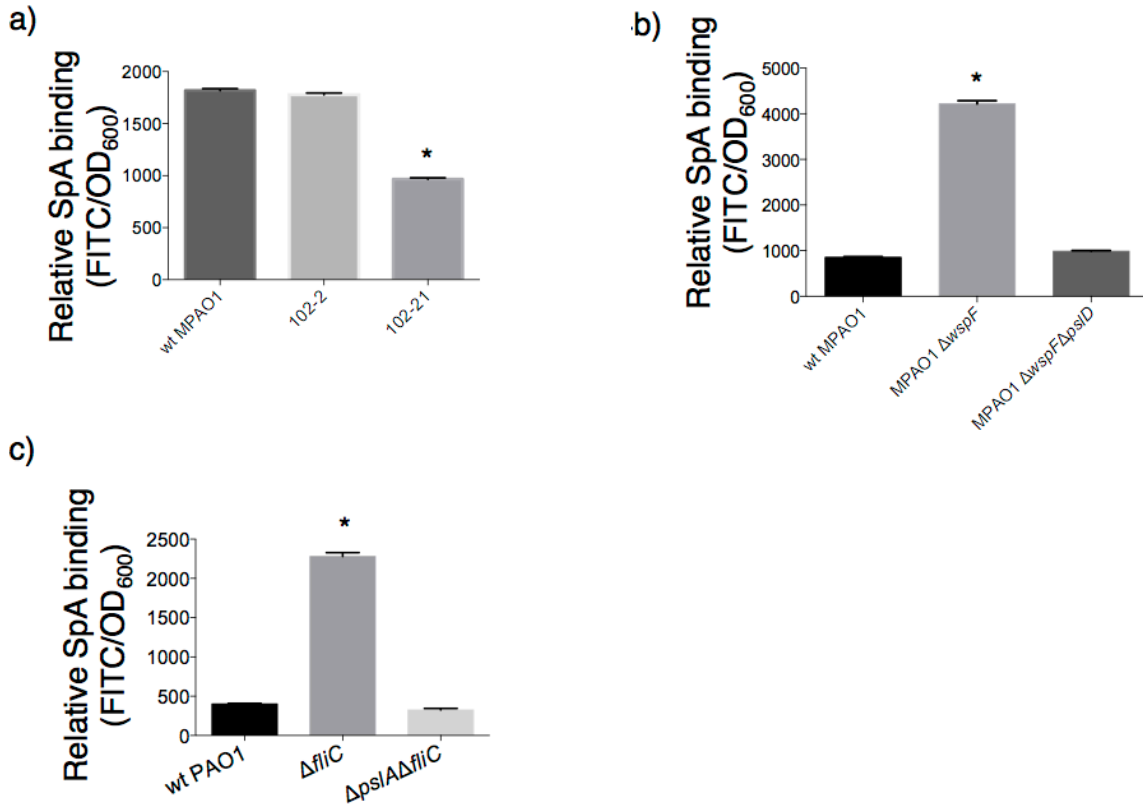 a)
Relative SpA binding
(FITC/OD600)
2000
1500
1000
500
0
*
wt MPAO1
102-2
102-21
b)
Relative SpA binding
(FITC/OD600)
5000
4000
3000
2000
1000
0
*
wt MPAO1
MPAO1 ΔwspF
MPAO1 ΔwspFΔpslD
c)
Relative SpA binding
(FITC/OD600)
2500
2000
1500
1000
500
0
*
wt PAO1
ΔfliC
ΔpslAΔfliC